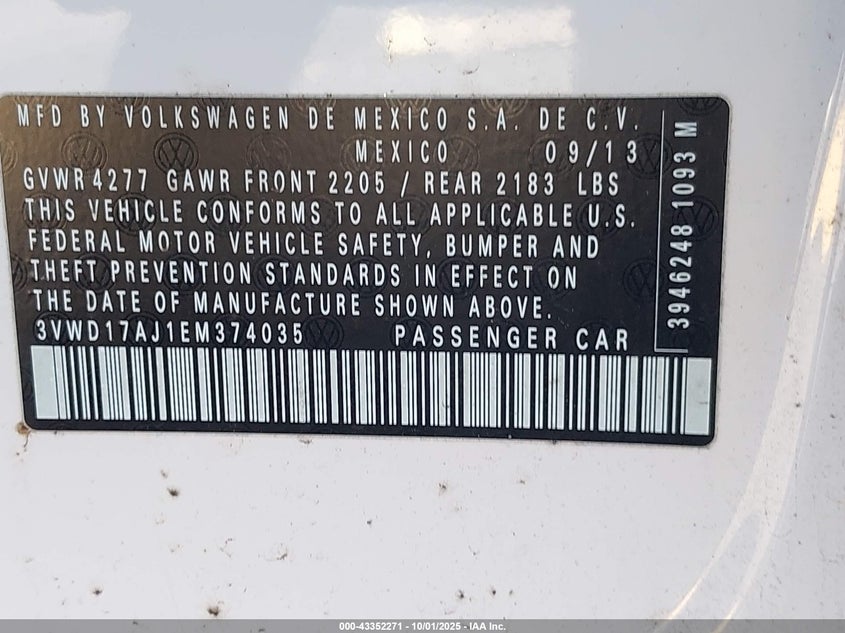 MFD BY VOLKSWAGEN DE MEXICO S.A. DE C.V.
MEXICO 09/13
GVWR 4277 GAWR FRONT 2205 / REAR 2183 LBS
THIS VEHICLE CONFORMS TO ALL APPLICABLE U.S.
FEDERAL MOTOR VEHICLE SAFETY, BUMPER AND
THEFT PREVENTION STANDARDS IN EFFECT ON
THE DATE OF MANUFACTURE SHOWN ABOVE.
3VWD17AJ1EM374035 PASSENGER CAR
3946248 1093 M
000-43352271 - 10/01/2025 - IAA Inc.